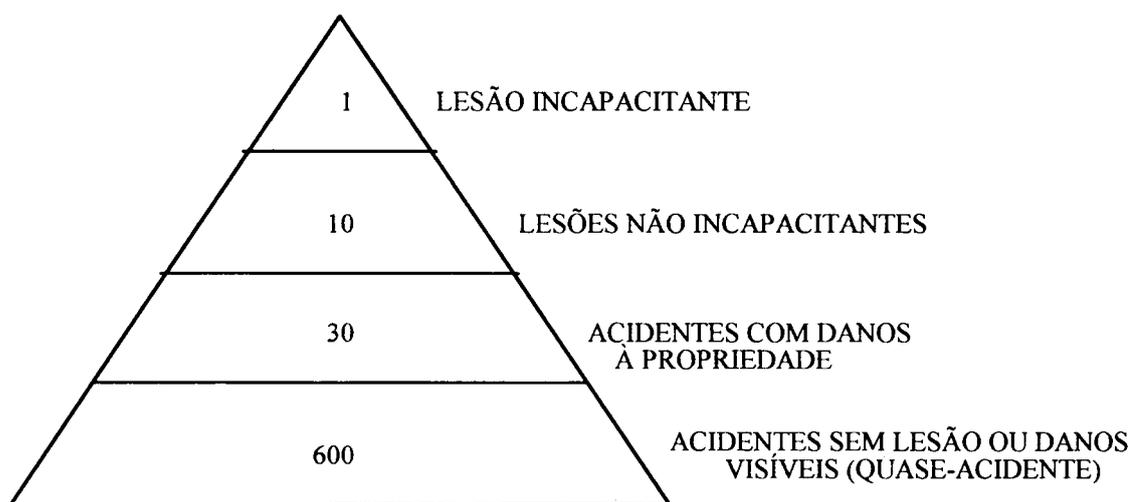 1 LESÃO INCAPACITANTE
10 LESÕES NÃO INCAPACITANTES
30 ACIDENTES COM DANOS
À PROPRIEDADE
600 ACIDENTES SEM LESÃO OU DANOS
VISÍVEIS (QUASE-ACIDENTE)